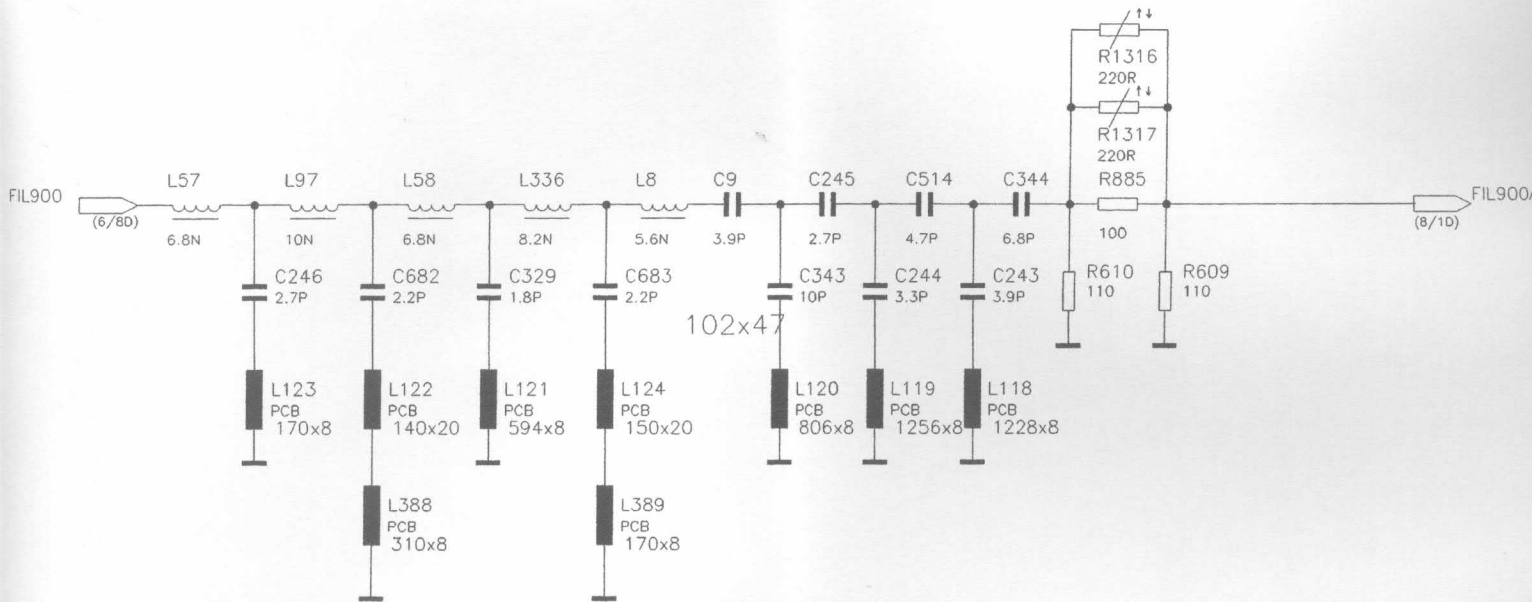 R1316
220R
R1317
220R
L57 L97 L58 L336 L8 C9 C245 C514 C344 R885
FIL900 FIL900/
(6/8D) (8/1D)
6.8N 10N 6.8N 8.2N 5.6N 3.9P 2.7P 4.7P 6.8P 100
C246 C682 C329 C683 C343 C244 C243 R610 R609
2.7P 2.2P 1.8P 2.2P 10P 3.3P 3.9P 110 110
102x47
L123 L122 L121 L124 L120 L119 L118
PCB PCB PCB PCB PCB PCB PCB
170x8 140x20 594x8 150x20 806x8 1256x8 1228x8
L388 L389
PCB PCB
310x8 170x8